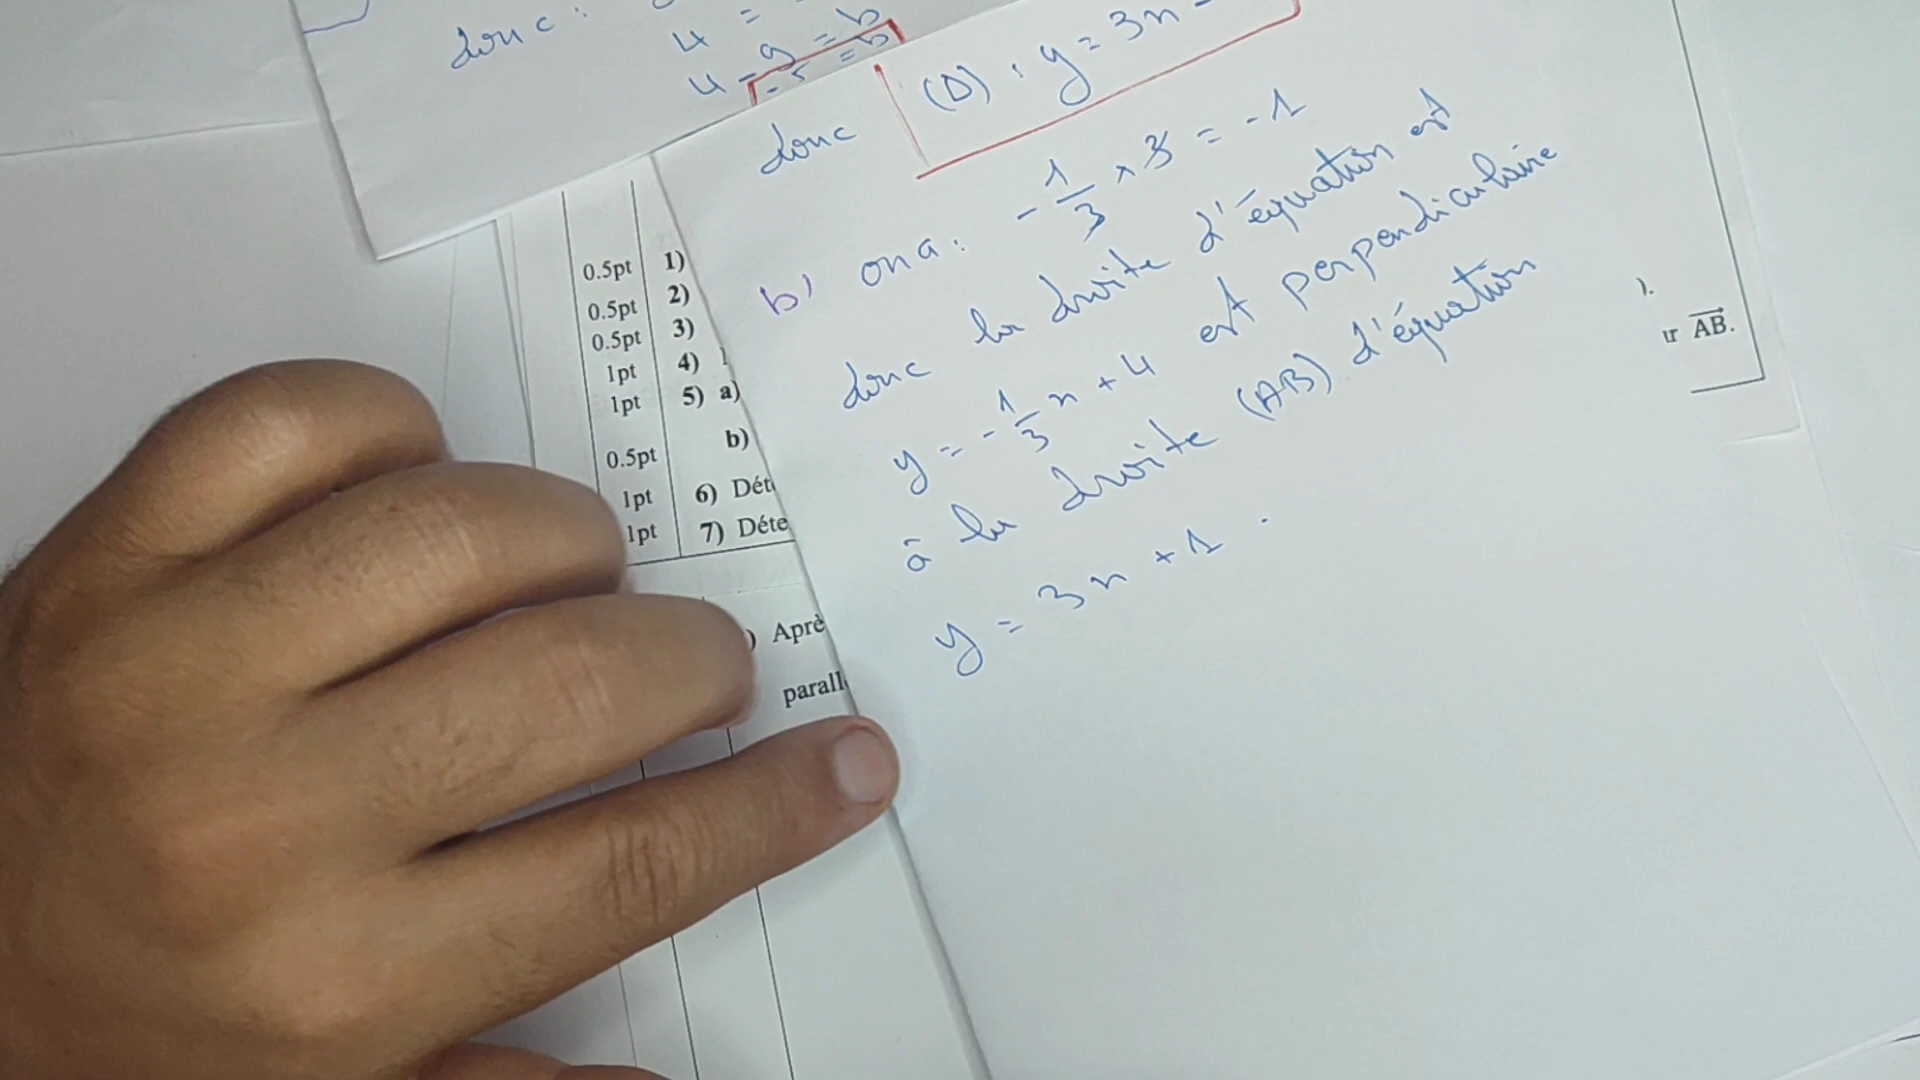 donc :
4 =
4 - 9 = b
- 5 = b
donc (D) : y = 3x -
b) on a : - 1/3 × 3 = -1
donc la droite d'équation est
y = - 1/3 x + 4 est perpendiculaire
à la droite (AB) d'équation
y = 3x + 1 .
0.5pt 1)
0.5pt 2)
0.5pt 3)
1pt 4)
1pt 5) a)
0.5pt b)
1pt 6) Dét
1pt 7) Déte
) Aprè
parall
).
ir AB.